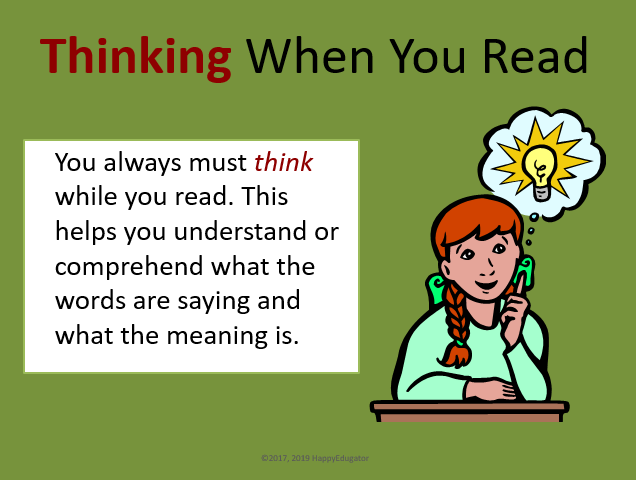 Thinking When You Read
You always must think
while you read. This
helps you understand or
comprehend what the
words are saying and
what the meaning is.
©2017, 2019 HappyEdugator